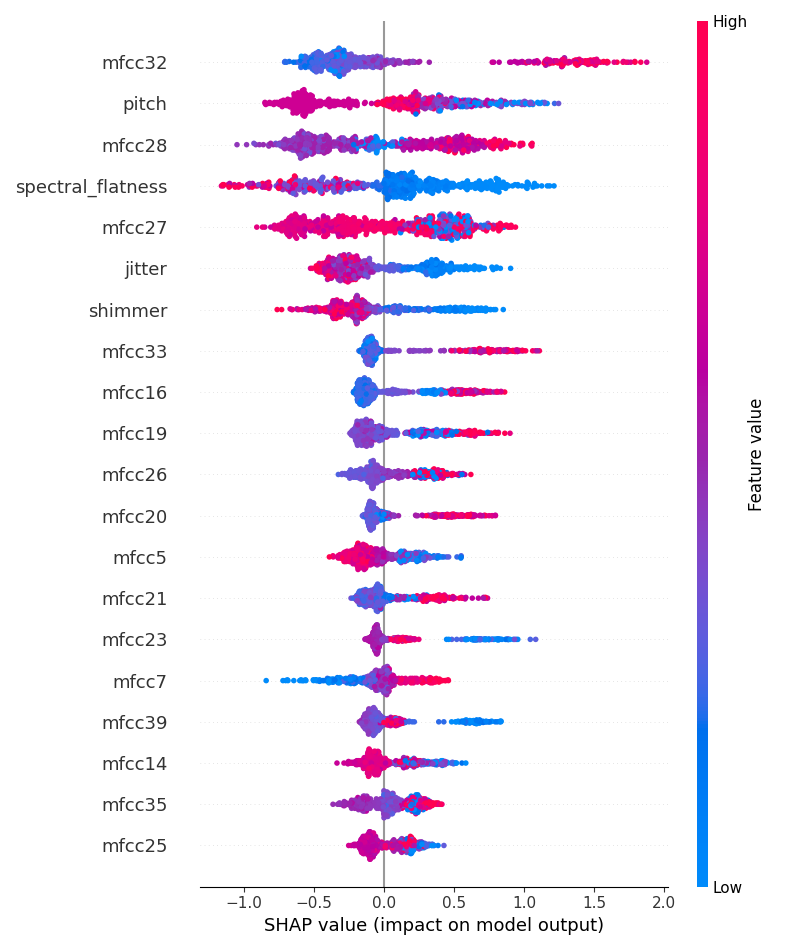 High
mfcc32
pitch
mfcc28
spectral_flatness
mfcc27
jitter
shimmer
mfcc33
mfcc16
mfcc19
mfcc26
mfcc20
mfcc5
mfcc21
mfcc23
mfcc7
mfcc39
mfcc14
mfcc35
mfcc25
Feature value
Low
−1.0 −0.5 0.0 0.5 1.0 1.5 2.0
SHAP value (impact on model output)